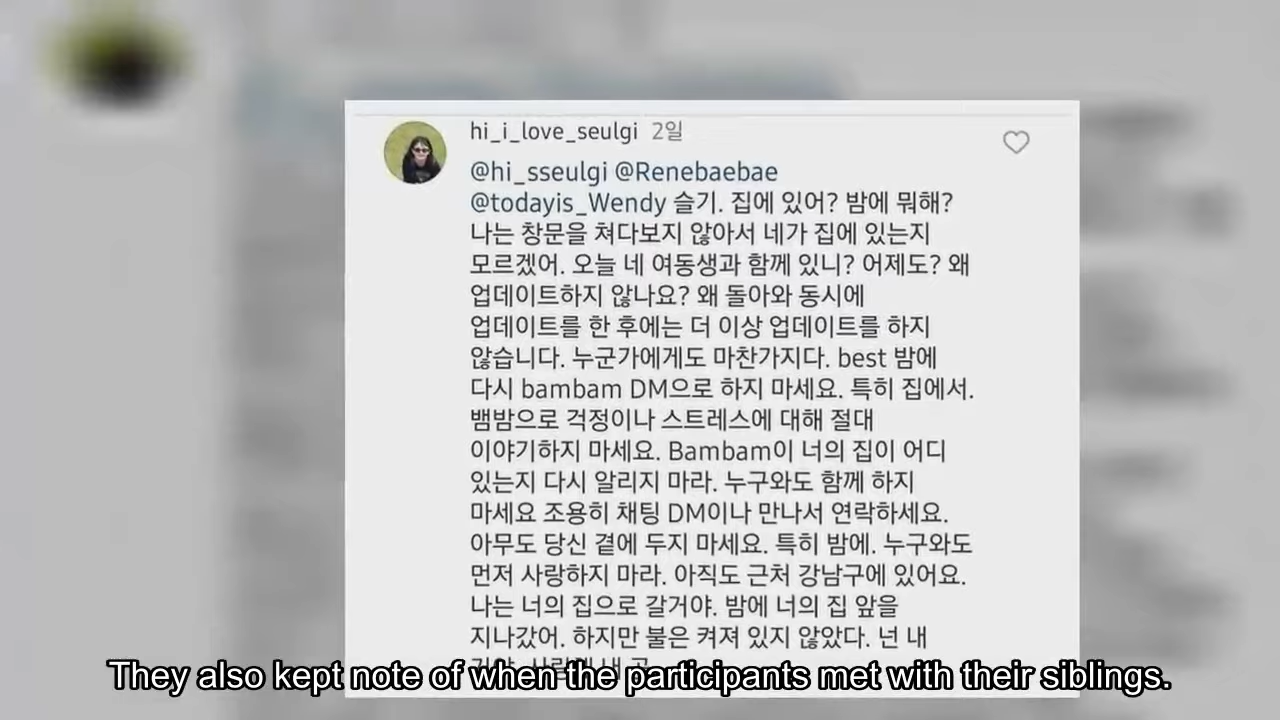 hi_i_love_seulgi 2일
@hi_sseulgi @Renebaebae
@todayis_Wendy 슬기. 집에 있어? 밤에 뭐해?
나는 창문을 쳐다보지 않아서 네가 집에 있는지
모르겠어. 오늘 네 여동생과 함께 있니? 어제도? 왜
업데이트하지 않나요? 왜 돌아와 동시에
업데이트를 한 후에는 더 이상 업데이트를 하지
않습니다. 누군가에게도 마찬가지다. best 밤에
다시 bambam DM으로 하지 마세요. 특히 집에서.
뱀밤으로 걱정이나 스트레스에 대해 절대
이야기하지 마세요. Bambam이 너의 집이 어디
있는지 다시 알리지 마라. 누구와도 함께 하지
마세요 조용히 채팅 DM이나 만나서 연락하세요.
아무도 당신 곁에 두지 마세요. 특히 밤에. 누구와도
먼저 사랑하지 마라. 아직도 근처 강남구에 있어요.
나는 너의 집으로 갈거야. 밤에 너의 집 앞을
지나갔어. 하지만 불은 켜져 있지 않았다. 넌 내
They also kept note of when the participants met with their siblings.